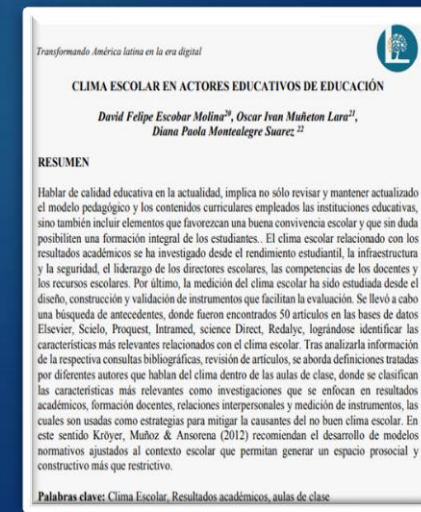 Transformando América latina en la era digital
CLIMA ESCOLAR EN ACTORES EDUCATIVOS DE EDUCACIÓN
David Felipe Escobar Molina²⁰, Oscar Ivan Muñeton Lara²¹,
Diana Paola Montealegre Suarez ²²
RESUMEN
Hablar de calidad educativa en la actualidad, implica no sólo revisar y mantener actualizado
el modelo pedagógico y los contenidos curriculares empleados las instituciones educativas,
sino también incluir elementos que favorezcan una buena convivencia escolar y que sin duda
posibiliten una formación integral de los estudiantes.. El clima escolar relacionado con los
resultados académicos se ha investigado desde el rendimiento estudiantil, la infraestructura
y la seguridad, el liderazgo de los directores escolares, las competencias de los docentes y
los recursos escolares. Por último, la medición del clima escolar ha sido estudiada desde el
diseño, construcción y validación de instrumentos que facilitan la evaluación. Se llevó a cabo
una búsqueda de antecedentes, donde fueron encontrados 50 artículos en las bases de datos
Elsevier, Scielo, Proquest, Intramed, science Direct, Redalyc, lográndose identificar las
características más relevantes relacionados con el clima escolar. Tras analizarla información
de la respectiva consultas bibliográficas, revisión de artículos, se aborda definiciones tratadas
por diferentes autores que hablan del clima dentro de las aulas de clase, donde se clasifican
las características más relevantes como investigaciones que se enfocan en resultados
académicos, formación docentes, relaciones interpersonales y medición de instrumentos, las
cuales son usadas como estrategias para mitigar la causantes del no buen clima escolar. En
este sentido Kröyer, Muñoz & Ansorena (2012) recomiendan el desarrollo de modelos
normativos ajustados al contexto escolar que permitan generar un espacio prosocial y
constructivo más que restrictivo.
Palabras clave: Clima Escolar, Resultados académicos, aulas de clase